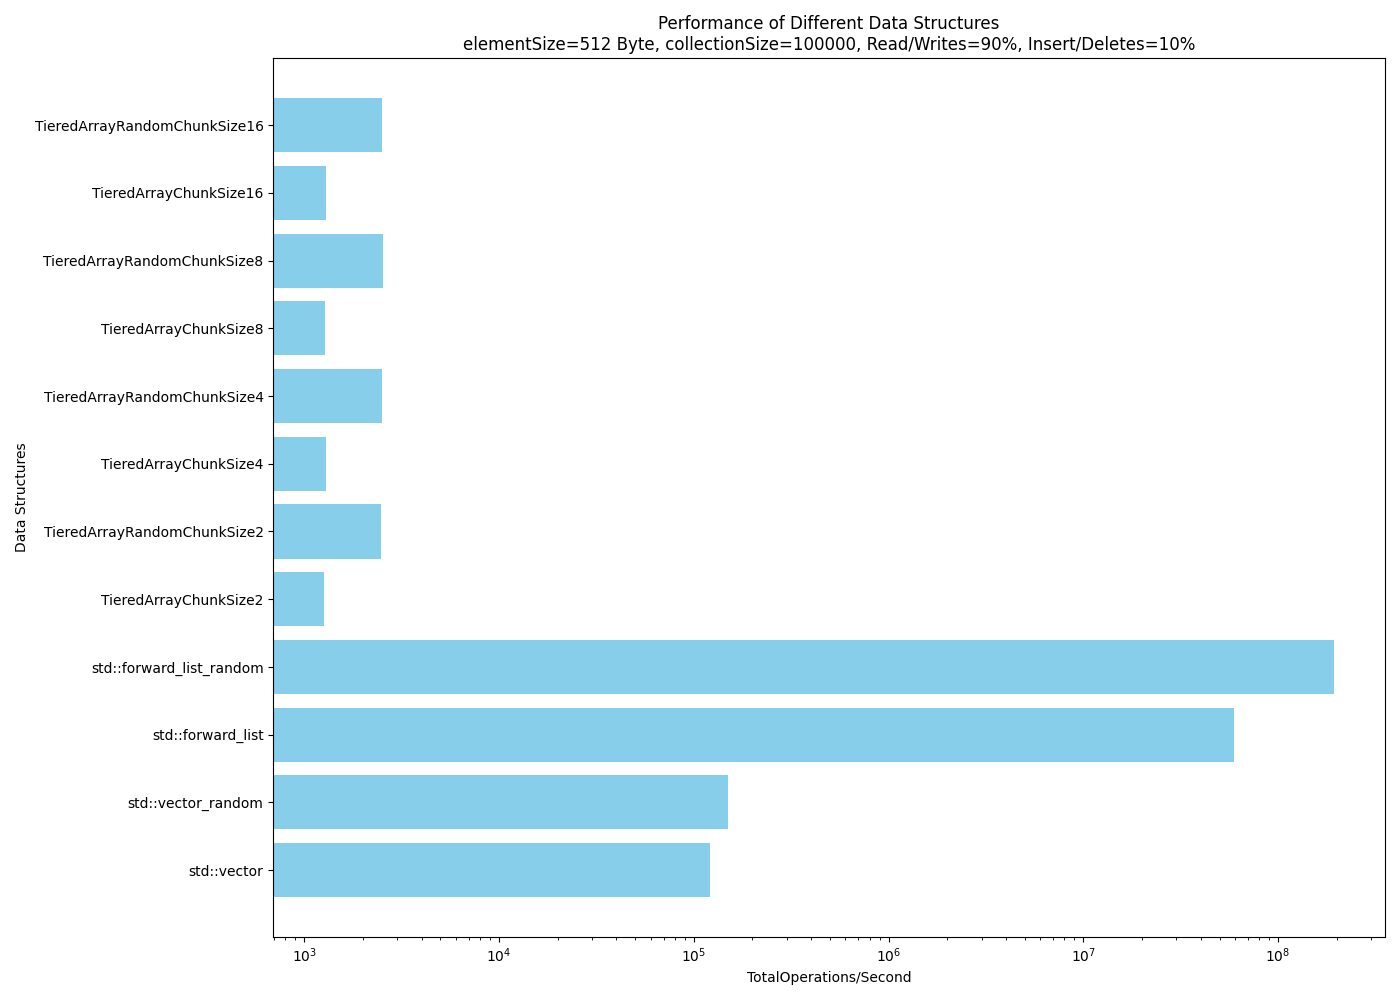 Performance of Different Data Structures
elementSize=512 Byte, collectionSize=100000, Read/Writes=90%, Insert/Deletes=10%
TieredArrayRandomChunkSize16
TieredArrayChunkSize16
TieredArrayRandomChunkSize8
TieredArrayChunkSize8
TieredArrayRandomChunkSize4
TieredArrayChunkSize4
TieredArrayRandomChunkSize2
TieredArrayChunkSize2
std::forward_list_random
std::forward_list
std::vector_random
std::vector
Data Structures
10³ 10⁴ 10⁵ 10⁶ 10⁷ 10⁸
TotalOperations/Second